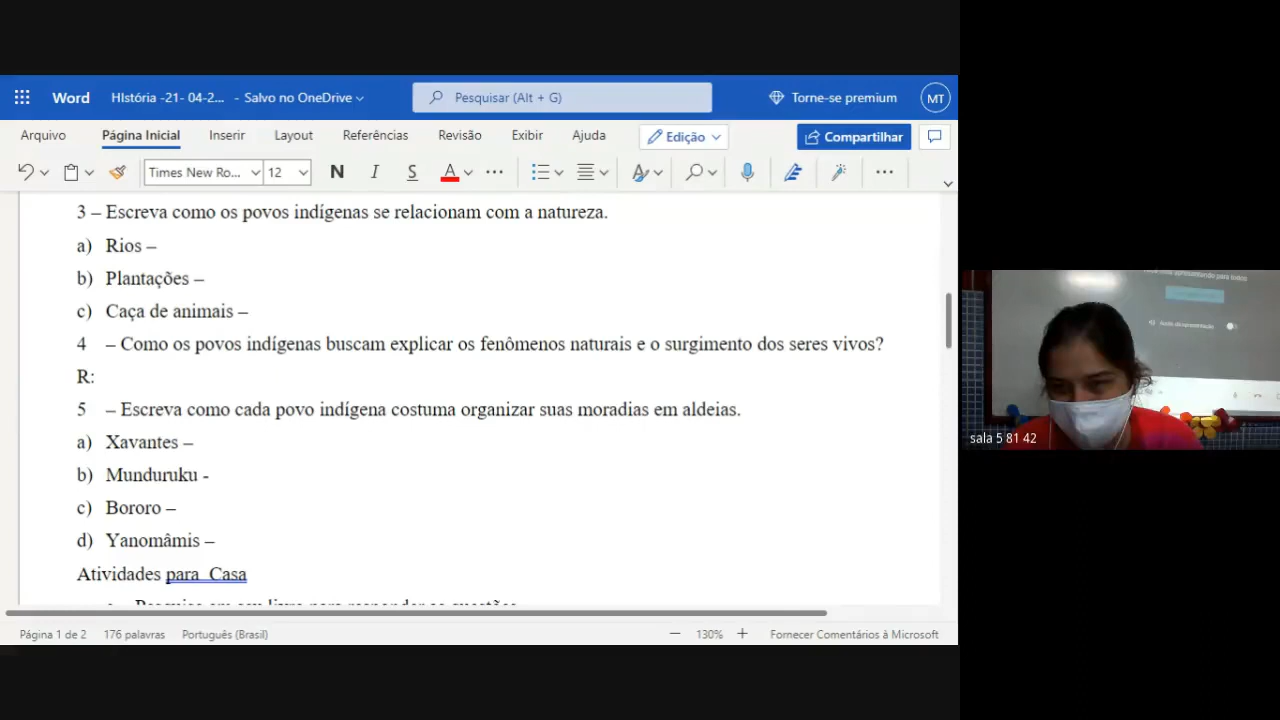 Word HIstória -21- 04-2... - Salvo no OneDrive Pesquisar (Alt + G) Torne-se premium MT
Arquivo Página Inicial Inserir Layout Referências Revisão Exibir Ajuda Edição Compartilhar
Times New Ro... 12 N I S A
3 – Escreva como os povos indígenas se relacionam com a natureza.
a) Rios –
b) Plantações –
c) Caça de animais –
4 – Como os povos indígenas buscam explicar os fenômenos naturais e o surgimento dos seres vivos?
R:
5 – Escreva como cada povo indígena costuma organizar suas moradias em aldeias.
a) Xavantes –
b) Munduruku -
c) Bororo –
d) Yanomâmis –
Atividades para Casa
Página 1 de 2 176 palavras Português (Brasil) 130% Fornecer Comentários à Microsoft
apresentando para todos
sala 5 81 42